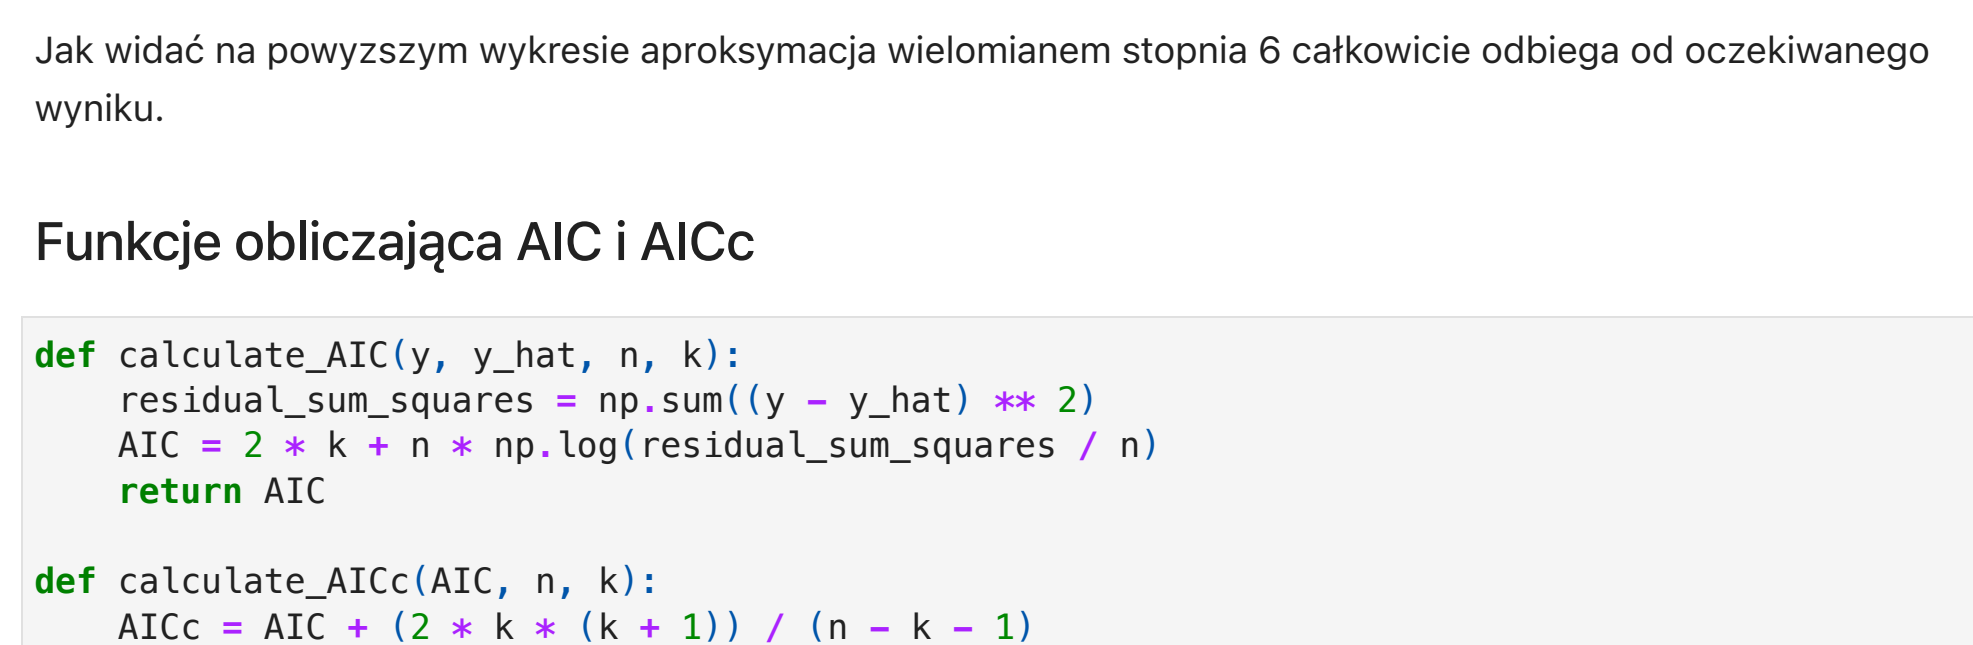 Jak widać na powyzszym wykresie aproksymacja wielomianem stopnia 6 całkowicie odbiega od oczekiwanego
wyniku.
Funkcje obliczająca AIC i AICc
def calculate_AIC(y, y_hat, n, k):
    residual_sum_squares = np.sum((y - y_hat) ** 2)
    AIC = 2 * k + n * np.log(residual_sum_squares / n)
    return AIC
def calculate_AICc(AIC, n, k):
    AICc = AIC + (2 * k * (k + 1)) / (n - k - 1)